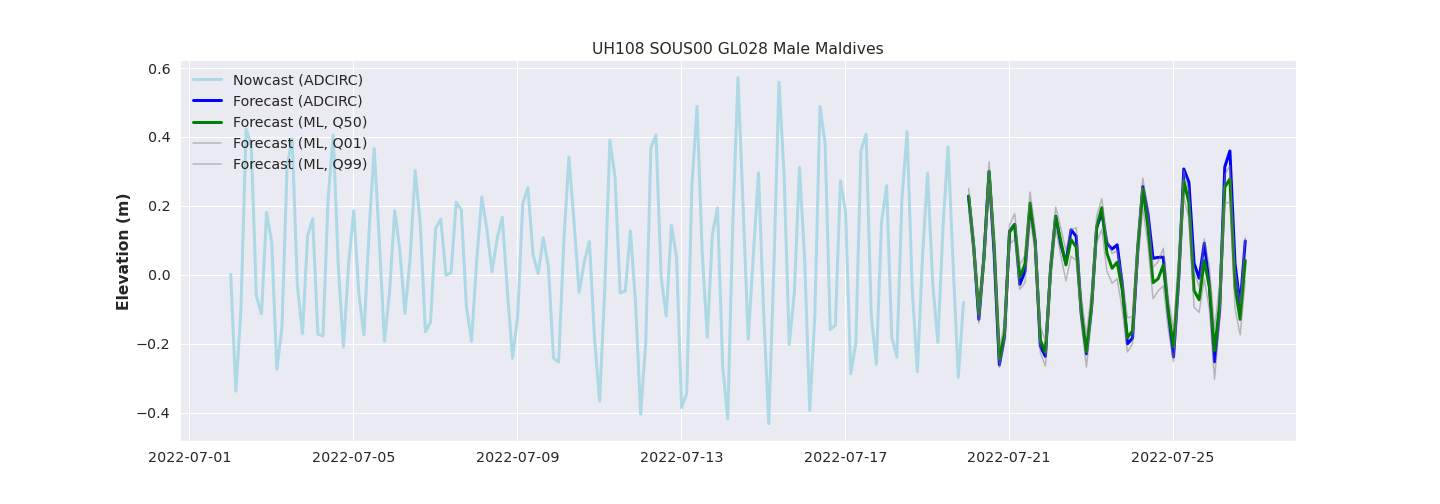 UH108 SOUS00 GL028 Male Maldives
Elevation (m)
0.6
0.4
0.2
0.0
−0.2
−0.4
Nowcast (ADCIRC)
Forecast (ADCIRC)
Forecast (ML, Q50)
Forecast (ML, Q01)
Forecast (ML, Q99)
2022-07-01 2022-07-05 2022-07-09 2022-07-13 2022-07-17 2022-07-21 2022-07-25